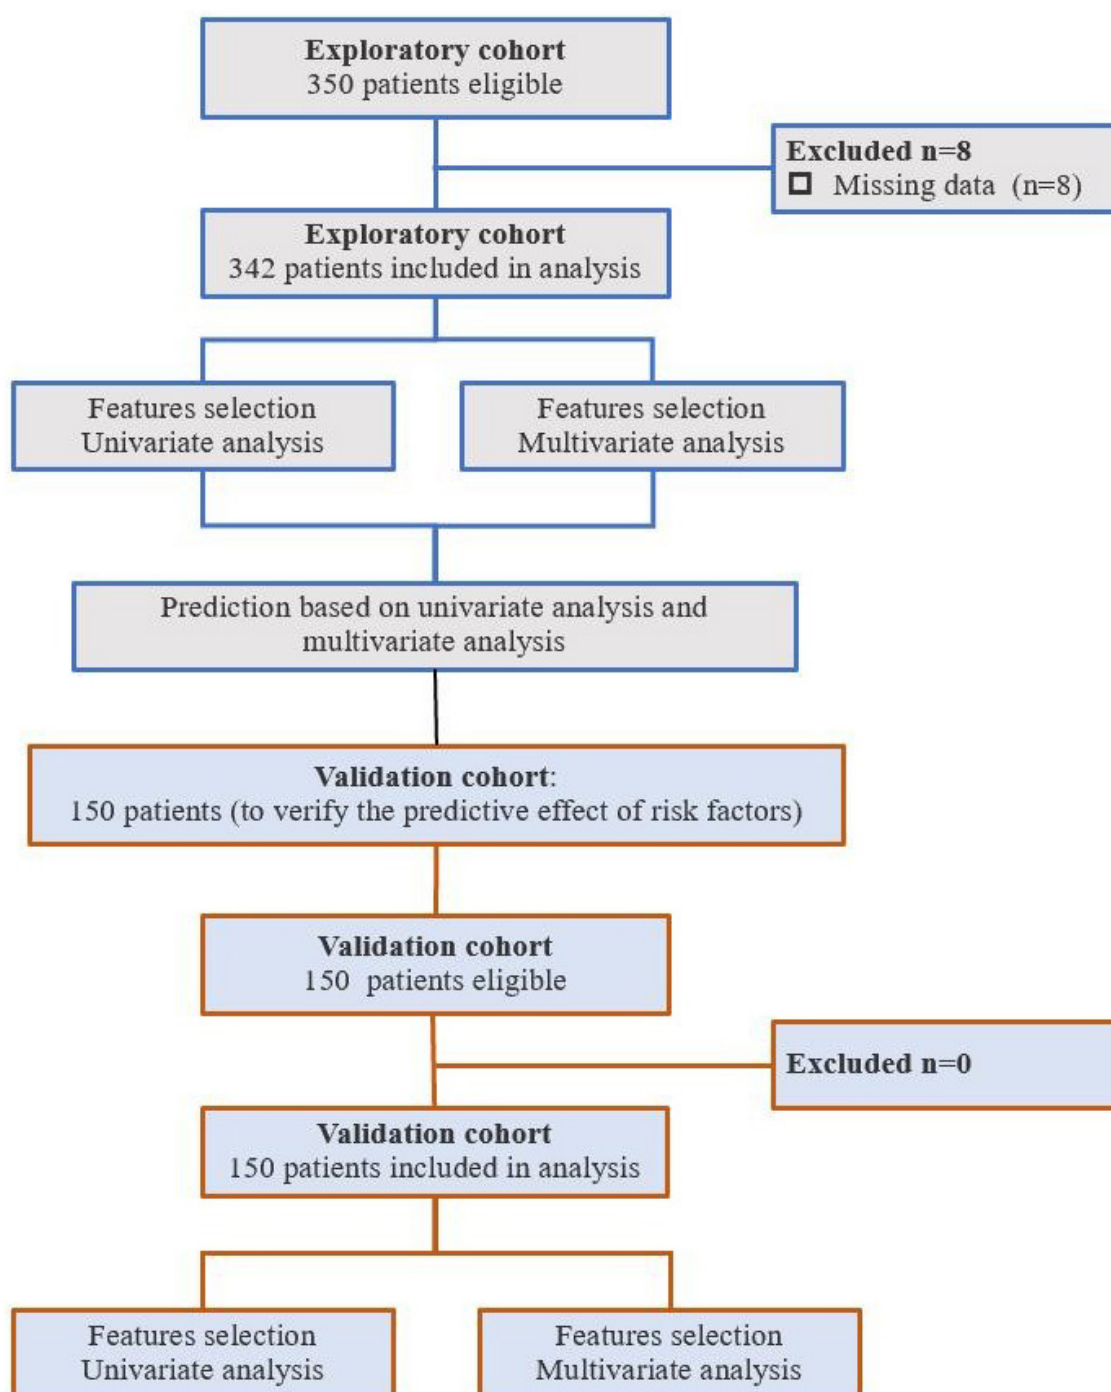 Exploratory cohort
350 patients eligible
Excluded n=8
Missing data (n=8)
Exploratory cohort
342 patients included in analysis
Features selection
Univariate analysis
Features selection
Multivariate analysis
Prediction based on univariate analysis and
multivariate analysis
Validation cohort:
150 patients (to verify the predictive effect of risk factors)
Validation cohort
150 patients eligible
Excluded n=0
Validation cohort
150 patients included in analysis
Features selection
Univariate analysis
Features selection
Multivariate analysis